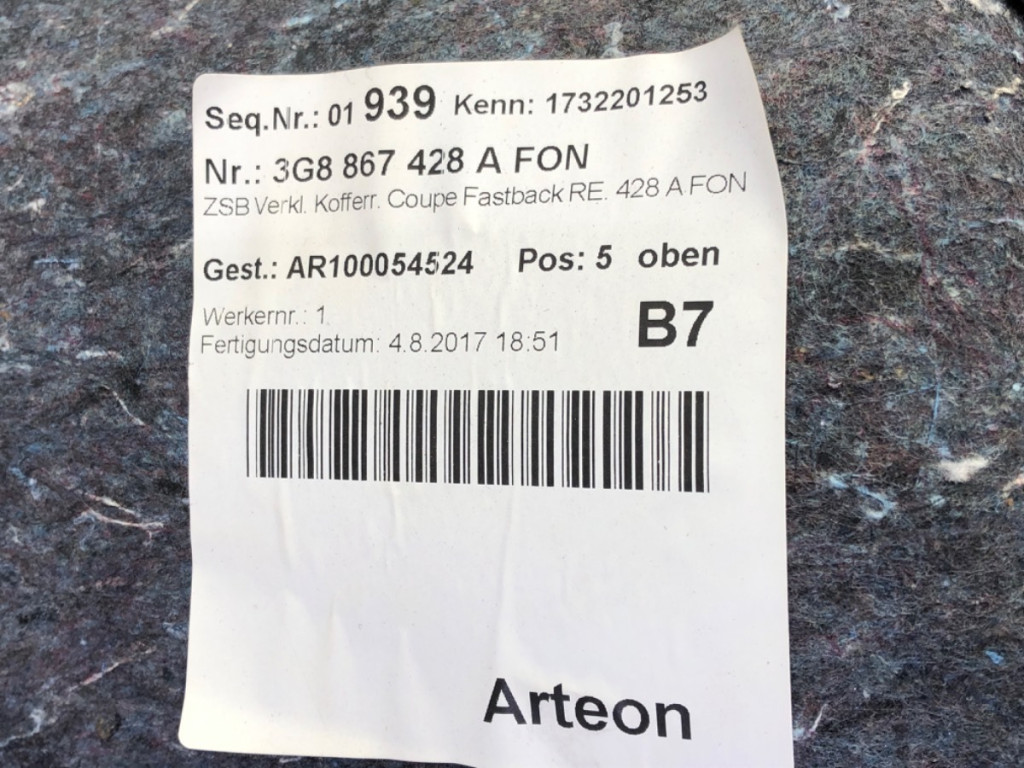 Seq.Nr.: 01 939 Kenn: 1732201253
Nr.: 3G8 867 428 A FON
ZSB Verkl. Kofferr. Coupe Fastback RE. 428 A FON
Gest.: AR100054524 Pos: 5 oben
Werkernr.: 1
B7
Fertigungsdatum: 4.8.2017 18:51
Arteon